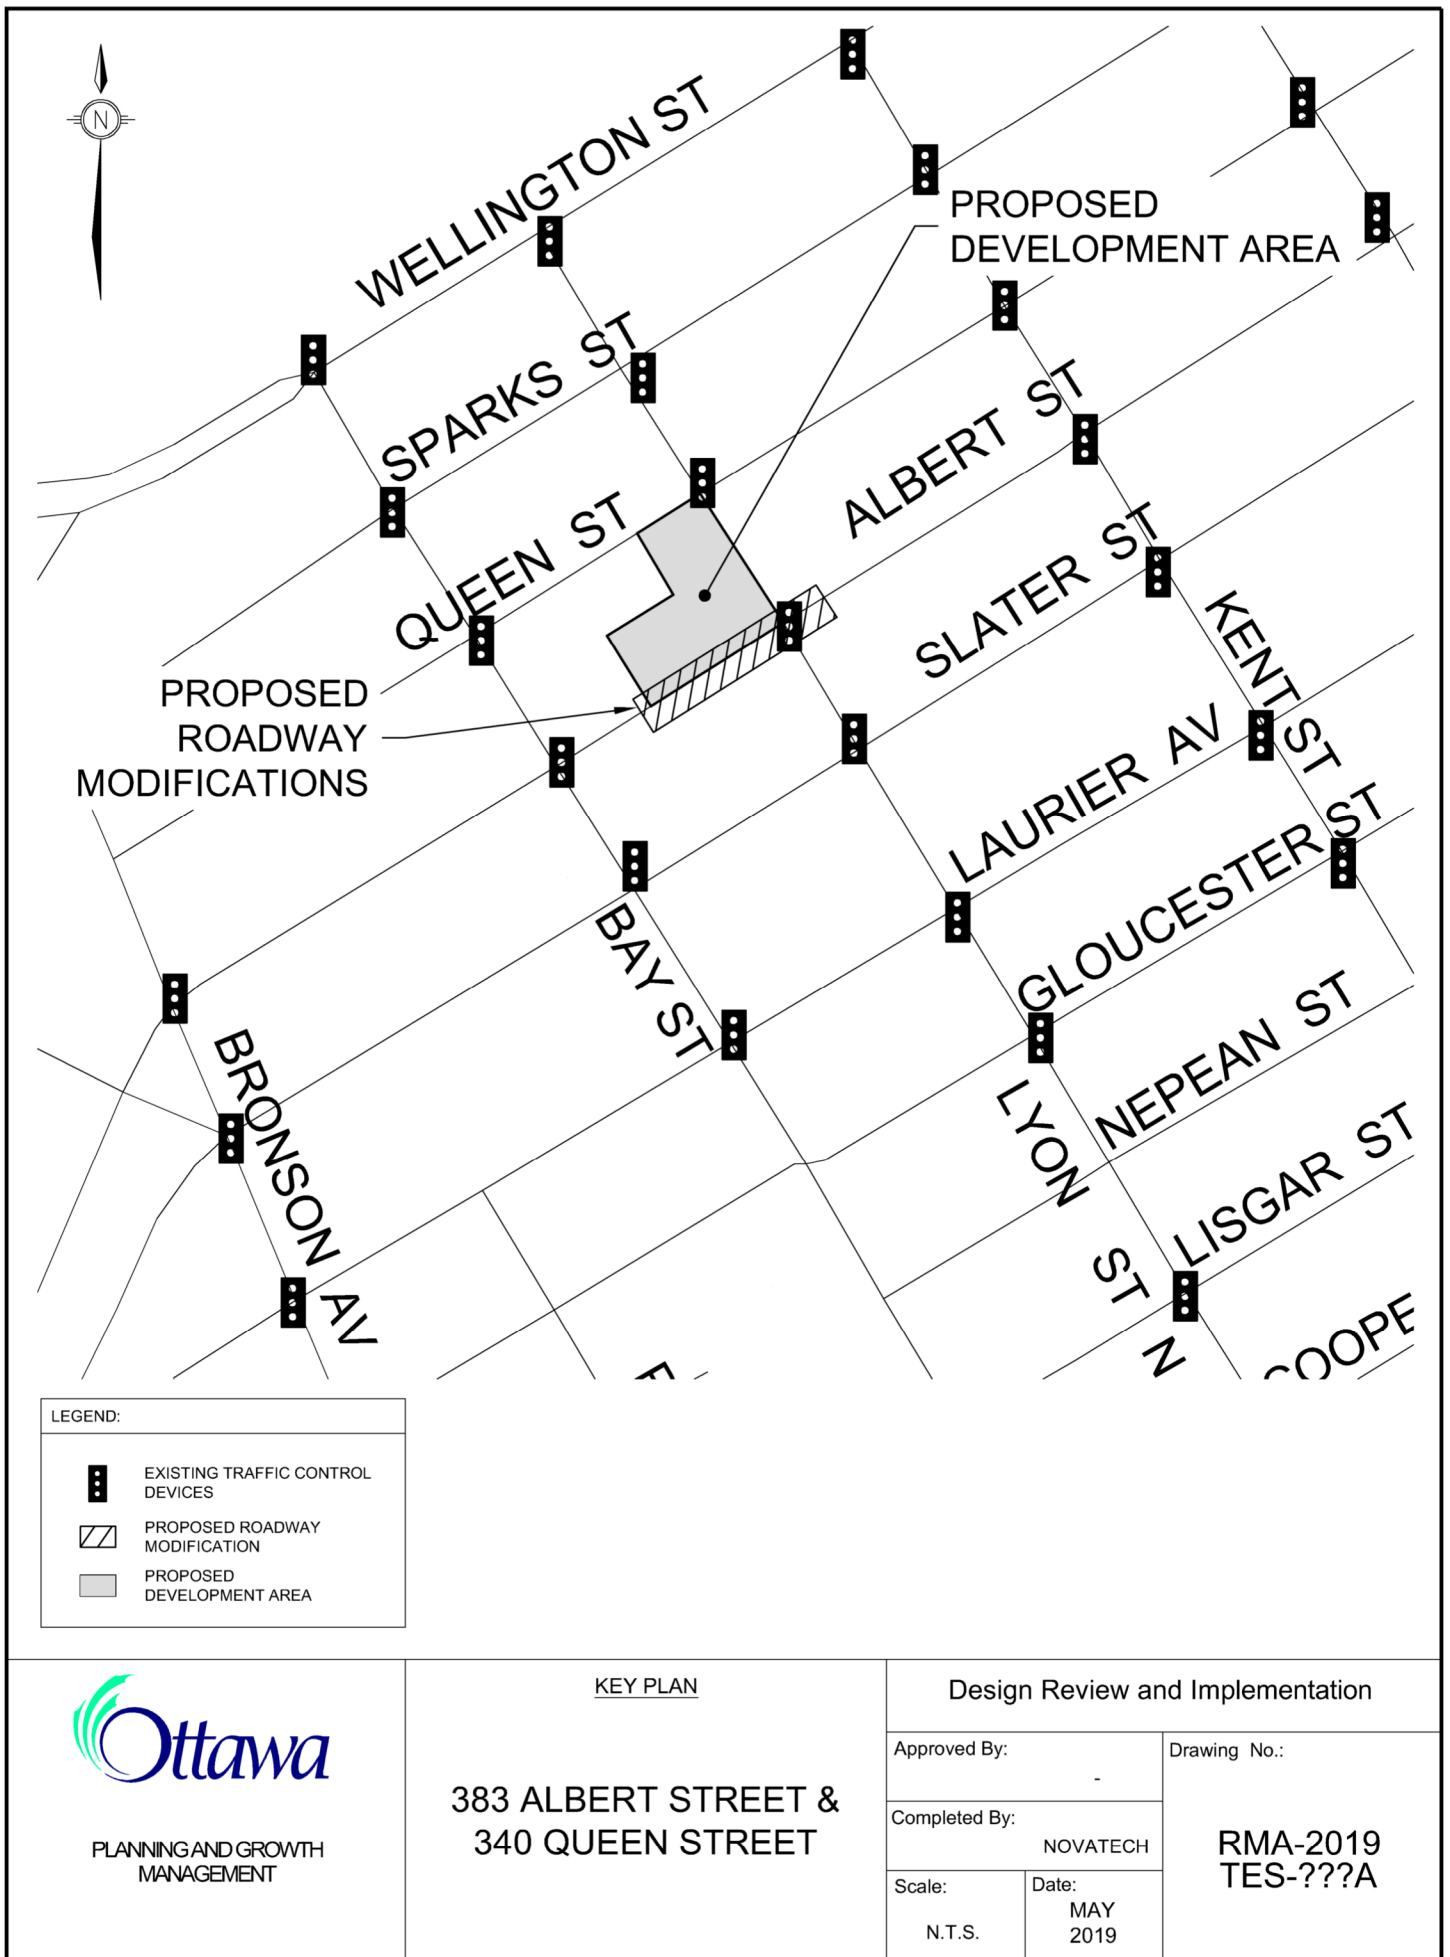 N
WELLINGTON ST
PROPOSED
DEVELOPMENT AREA
SPARKS ST
ALBERT ST
QUEEN ST
SLATER ST
KENT ST
PROPOSED
ROADWAY
MODIFICATIONS
LAURIER AV
GLOUCESTER ST
BAY ST
NEPEAN ST
BRONSON AV
LYON ST N
LISGAR ST
COOPE
LEGEND:
EXISTING TRAFFIC CONTROL
DEVICES
PROPOSED ROADWAY
MODIFICATION
PROPOSED
DEVELOPMENT AREA
Ottawa
PLANNING AND GROWTH
MANAGEMENT
KEY PLAN
383 ALBERT STREET &
340 QUEEN STREET
Design Review and Implementation
Approved By:
-
Completed By:
NOVATECH
Scale:
N.T.S.
Date:
MAY
2019
Drawing No.:
RMA-2019
TES-???A